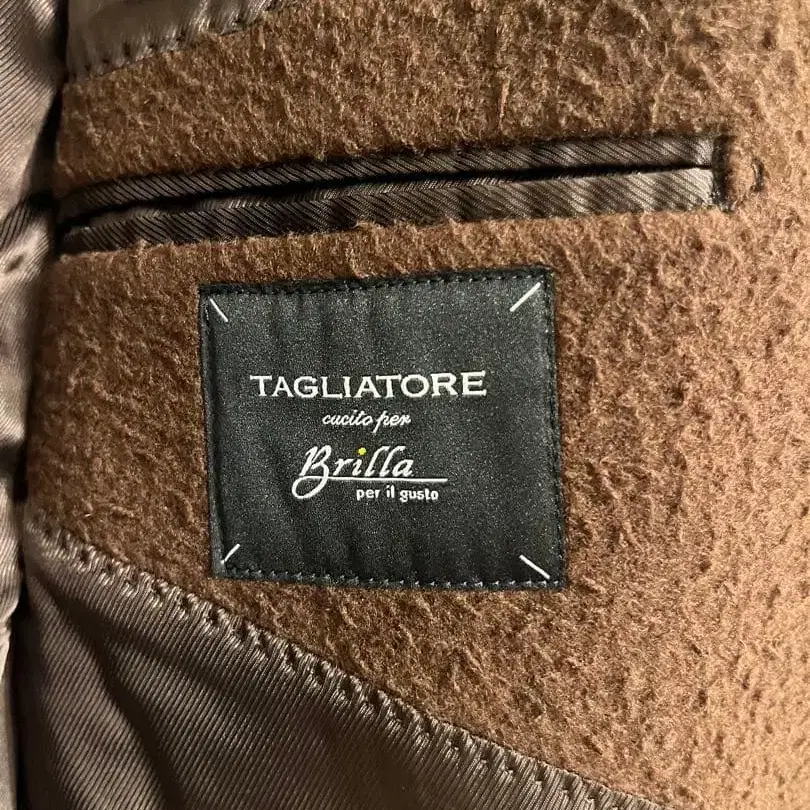 TAGLIATORE
cucito per
Brilla
per il gusto